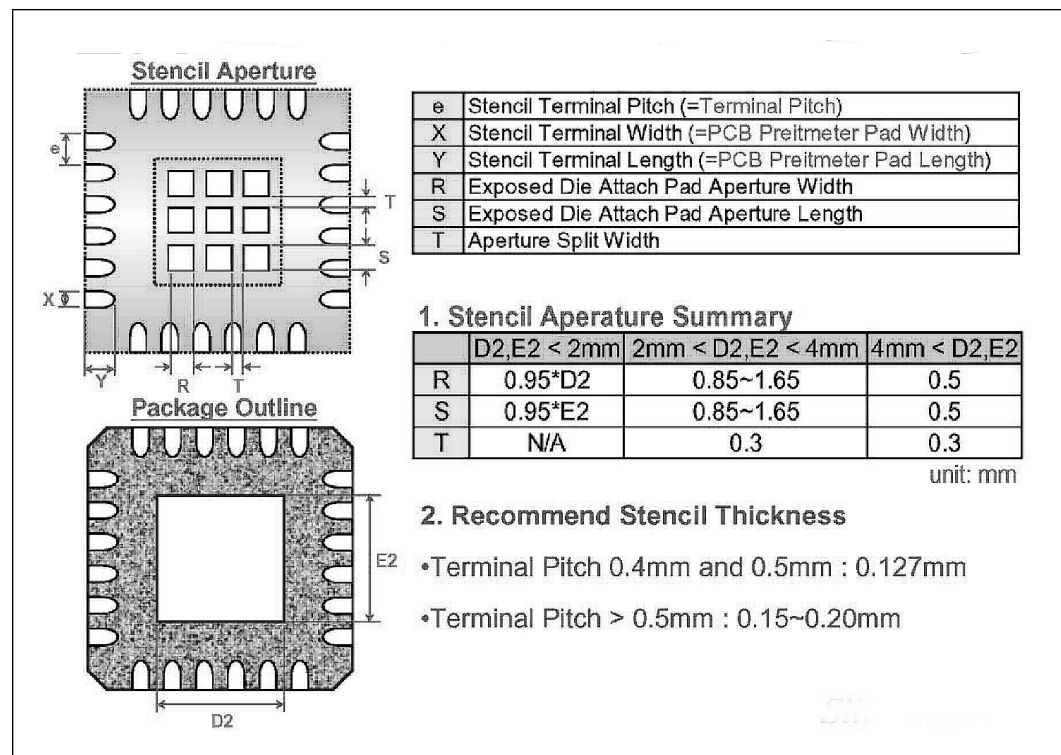 Stencil Aperture
e
X
Y
R
T
T
S
Package Outline
E2
D2
e Stencil Terminal Pitch (=Terminal Pitch)
X Stencil Terminal Width (=PCB Preitmeter Pad Width)
Y Stencil Terminal Length (=PCB Preitmeter Pad Length)
R Exposed Die Attach Pad Aperture Width
S Exposed Die Attach Pad Aperture Length
T Aperture Split Width
1. Stencil Aperature Summary
D2,E2 < 2mm 2mm < D2,E2 < 4mm 4mm < D2,E2
R 0.95*D2 0.85~1.65 0.5
S 0.95*E2 0.85~1.65 0.5
T N/A 0.3 0.3
unit: mm
2. Recommend Stencil Thickness
•Terminal Pitch 0.4mm and 0.5mm : 0.127mm
•Terminal Pitch > 0.5mm : 0.15~0.20mm